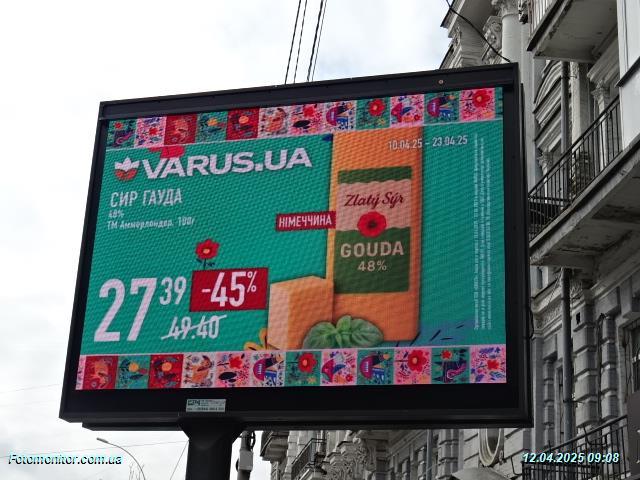 10.04.25 – 23.04.25
VARUS.UA
СИР ГАУДА
48%
ТМ Аммерлондер, 100г
НІМЕЧЧИНА
Zlatý Sýr
GOUDA
48%
27 39
-45%
49.40
Fotomonitor.com.ua
12.04.2025 09:08